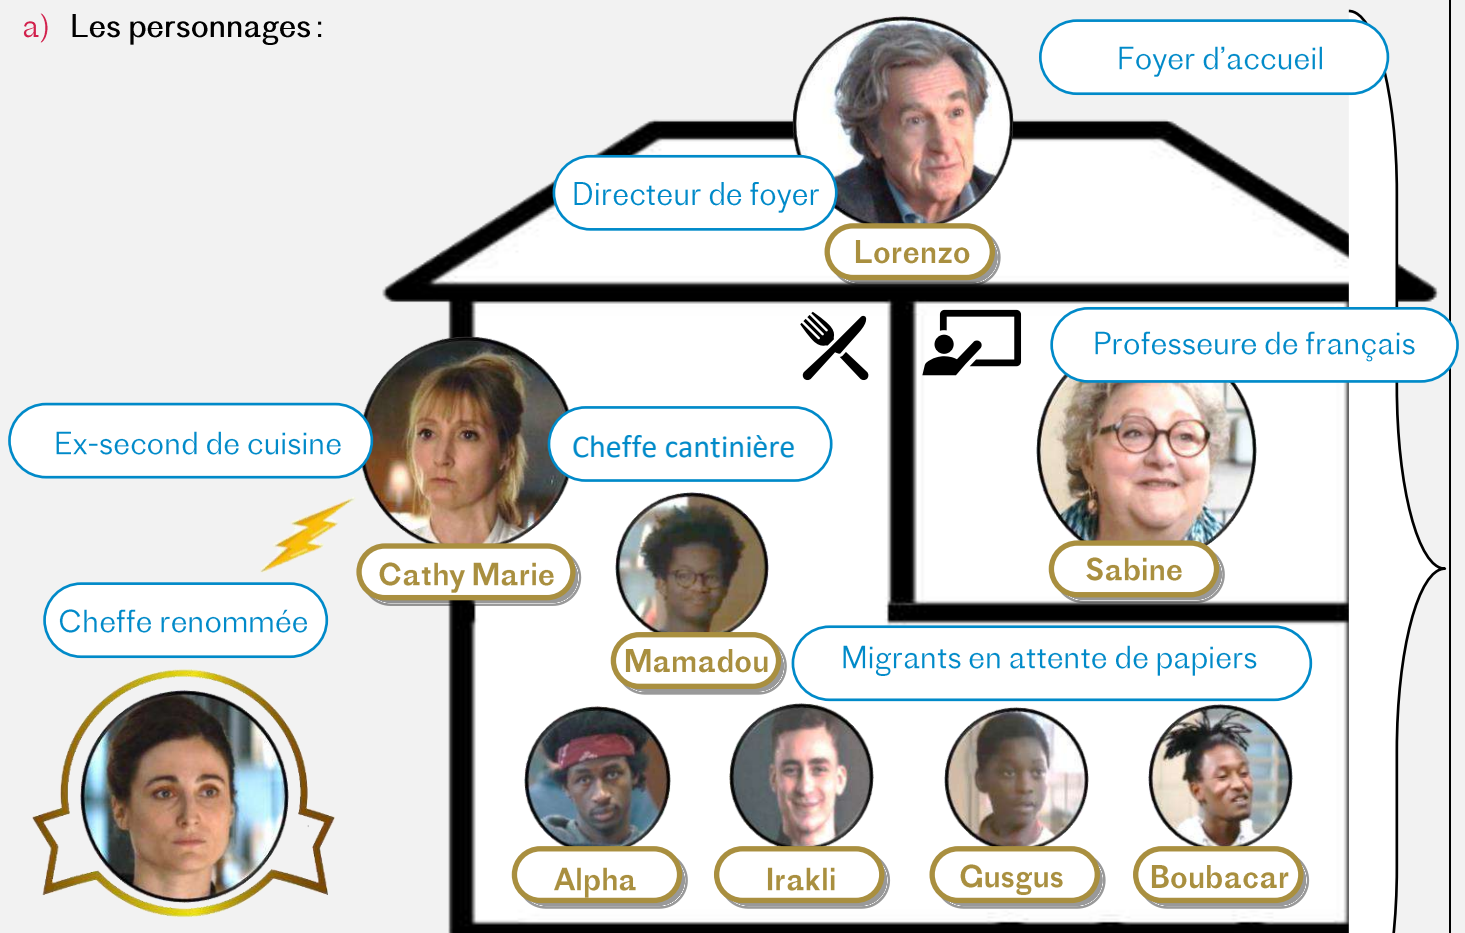 a) Les personnages :
Foyer d'accueil
Directeur de foyer
Lorenzo
Professeure de français
Ex-second de cuisine
Cheffe cantinière
Cathy Marie
Sabine
Cheffe renommée
Mamadou
Migrants en attente de papiers
Alpha
Irakli
Gusgus
Boubacar